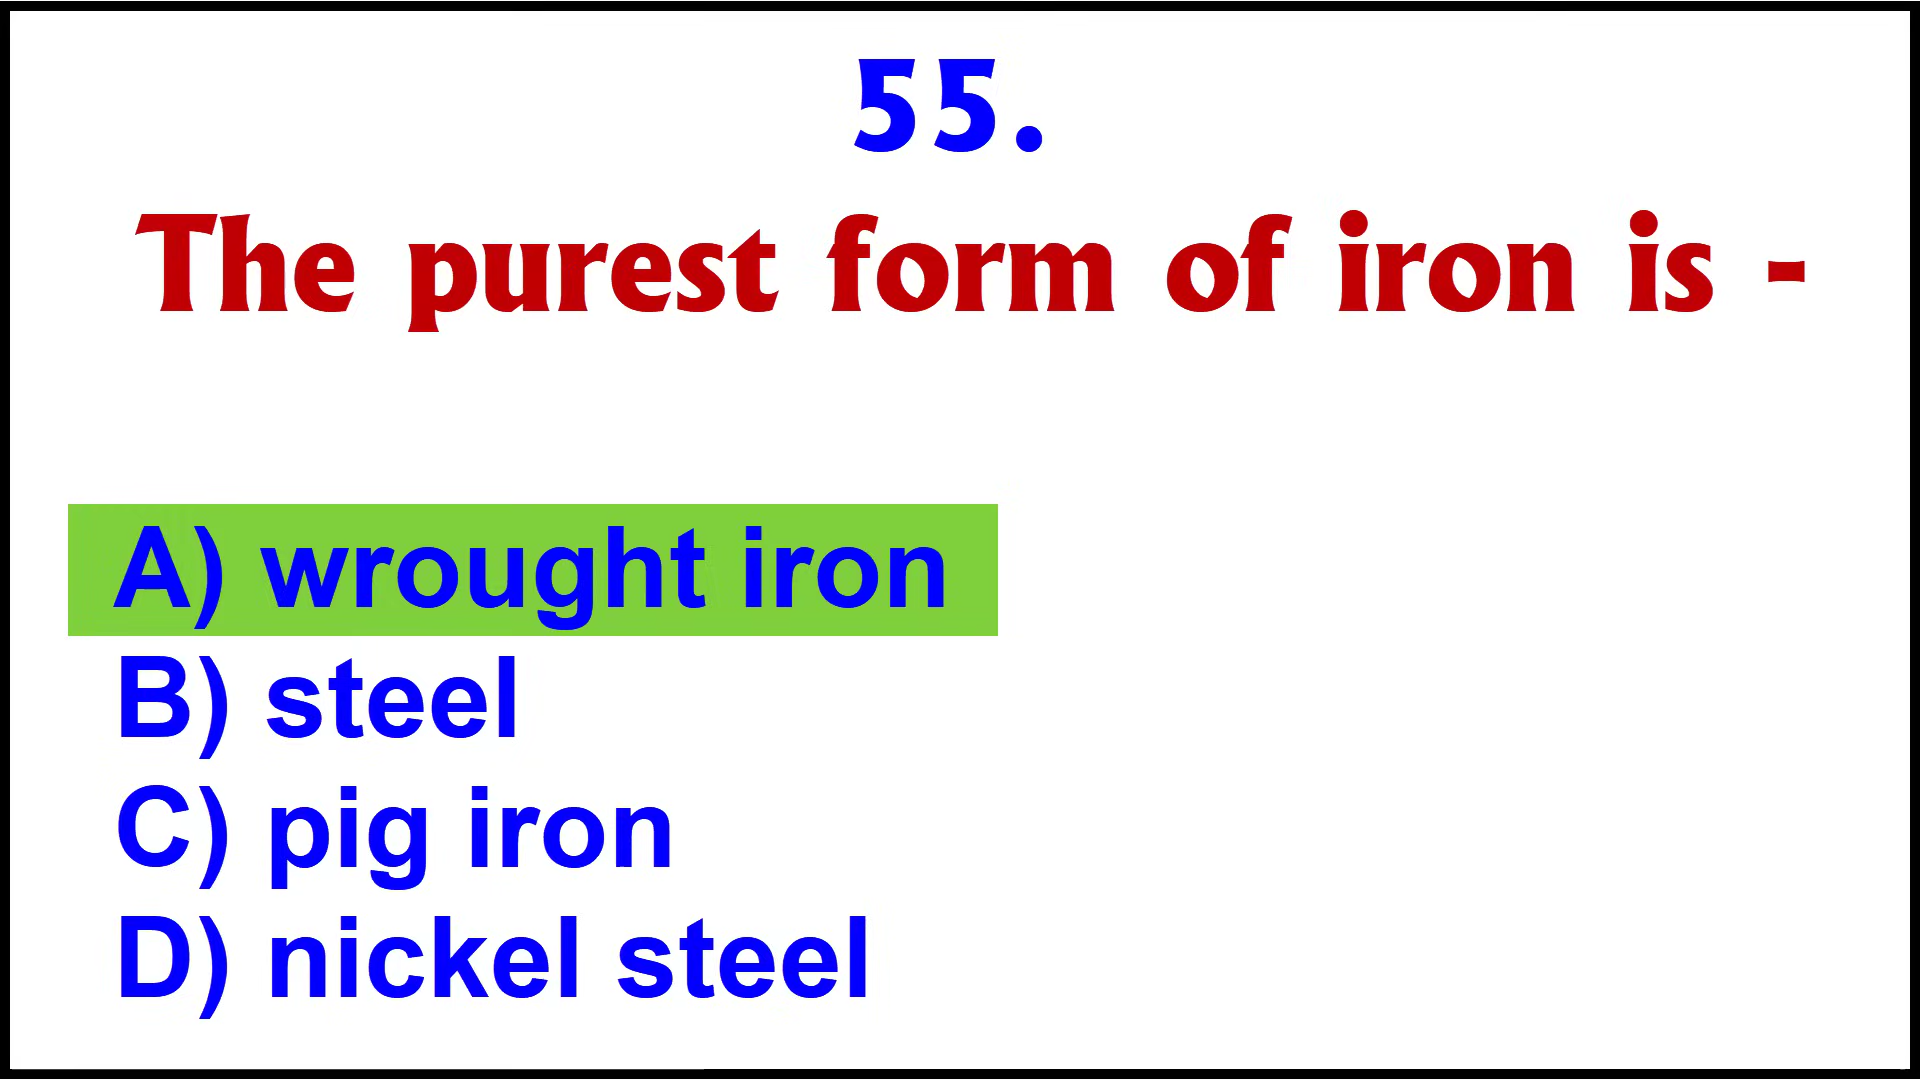 55.
The purest form of iron is -
A) wrought iron
B) steel
C) pig iron
D) nickel steel